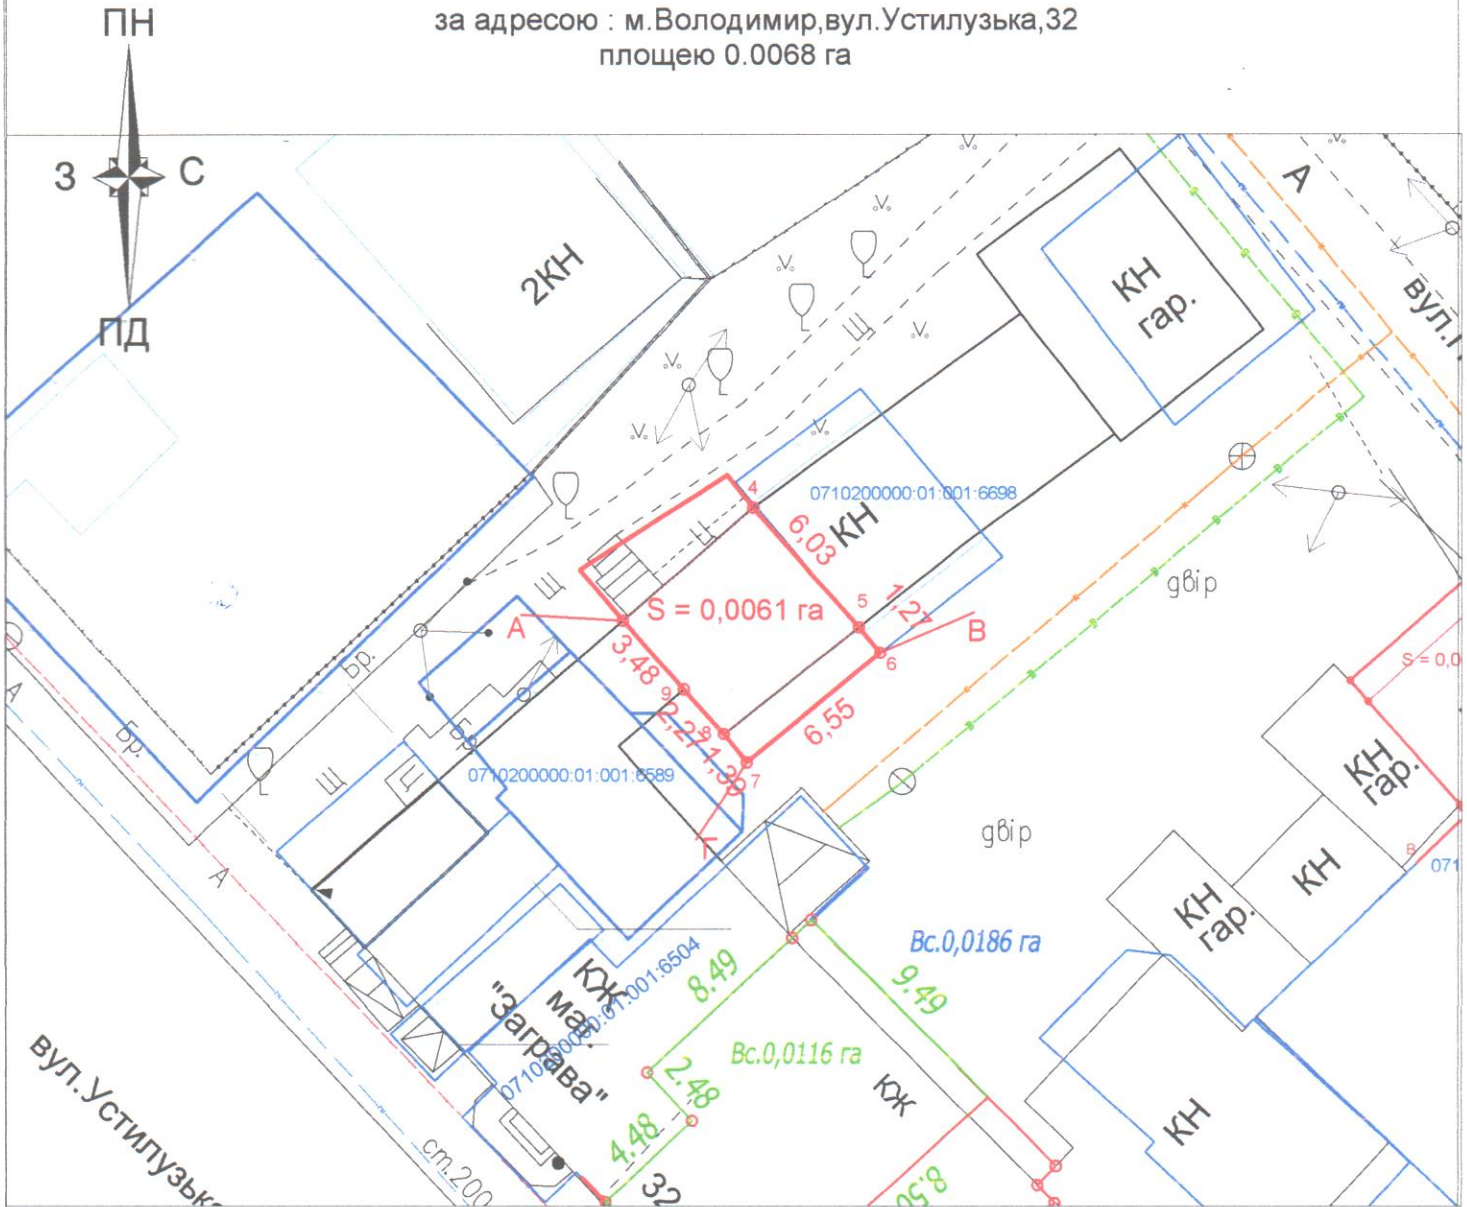 за адресою : м.Володимир,вул.Устилузька,32
площею 0.0068 га
ПН
З
С
ПД
2КН
А
КН
гар.
Щ
4
0710200000:01:001:6698
6,03
КН
Щ
Щ
5
1,27
двір
А
S = 0,0061 га
В
3,48
6
S = 0,0
Бр.
9
2,27
6,55
А
Бр.
Бр.
8
1,39
Щ
0710200000:01:001:6589
7
КН
гар.
Т
двір
В
071
А
КН
КН
гар.
Вс.0,0186 га
8.49
9.49
КЖ
маг.
"Заграва"
0710200000:01:001:6504
Вс.0,0116 га
2.48
КЖ
вул.Устилузька
КН
4.48
ст.200
32
8.50